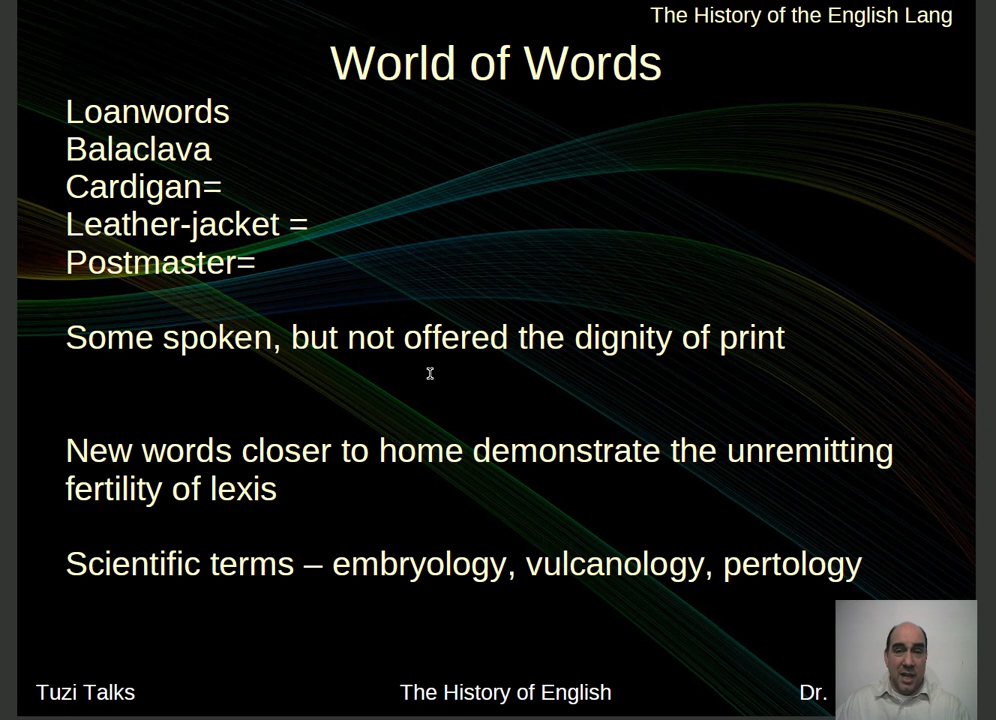 The History of the English Lang
World of Words
Loanwords
Balaclava
Cardigan=
Leather-jacket =
Postmaster=
Some spoken, but not offered the dignity of print
New words closer to home demonstrate the unremitting
fertility of lexis
Scientific terms – embryology, vulcanology, pertology
Tuzi Talks
The History of English
Dr.